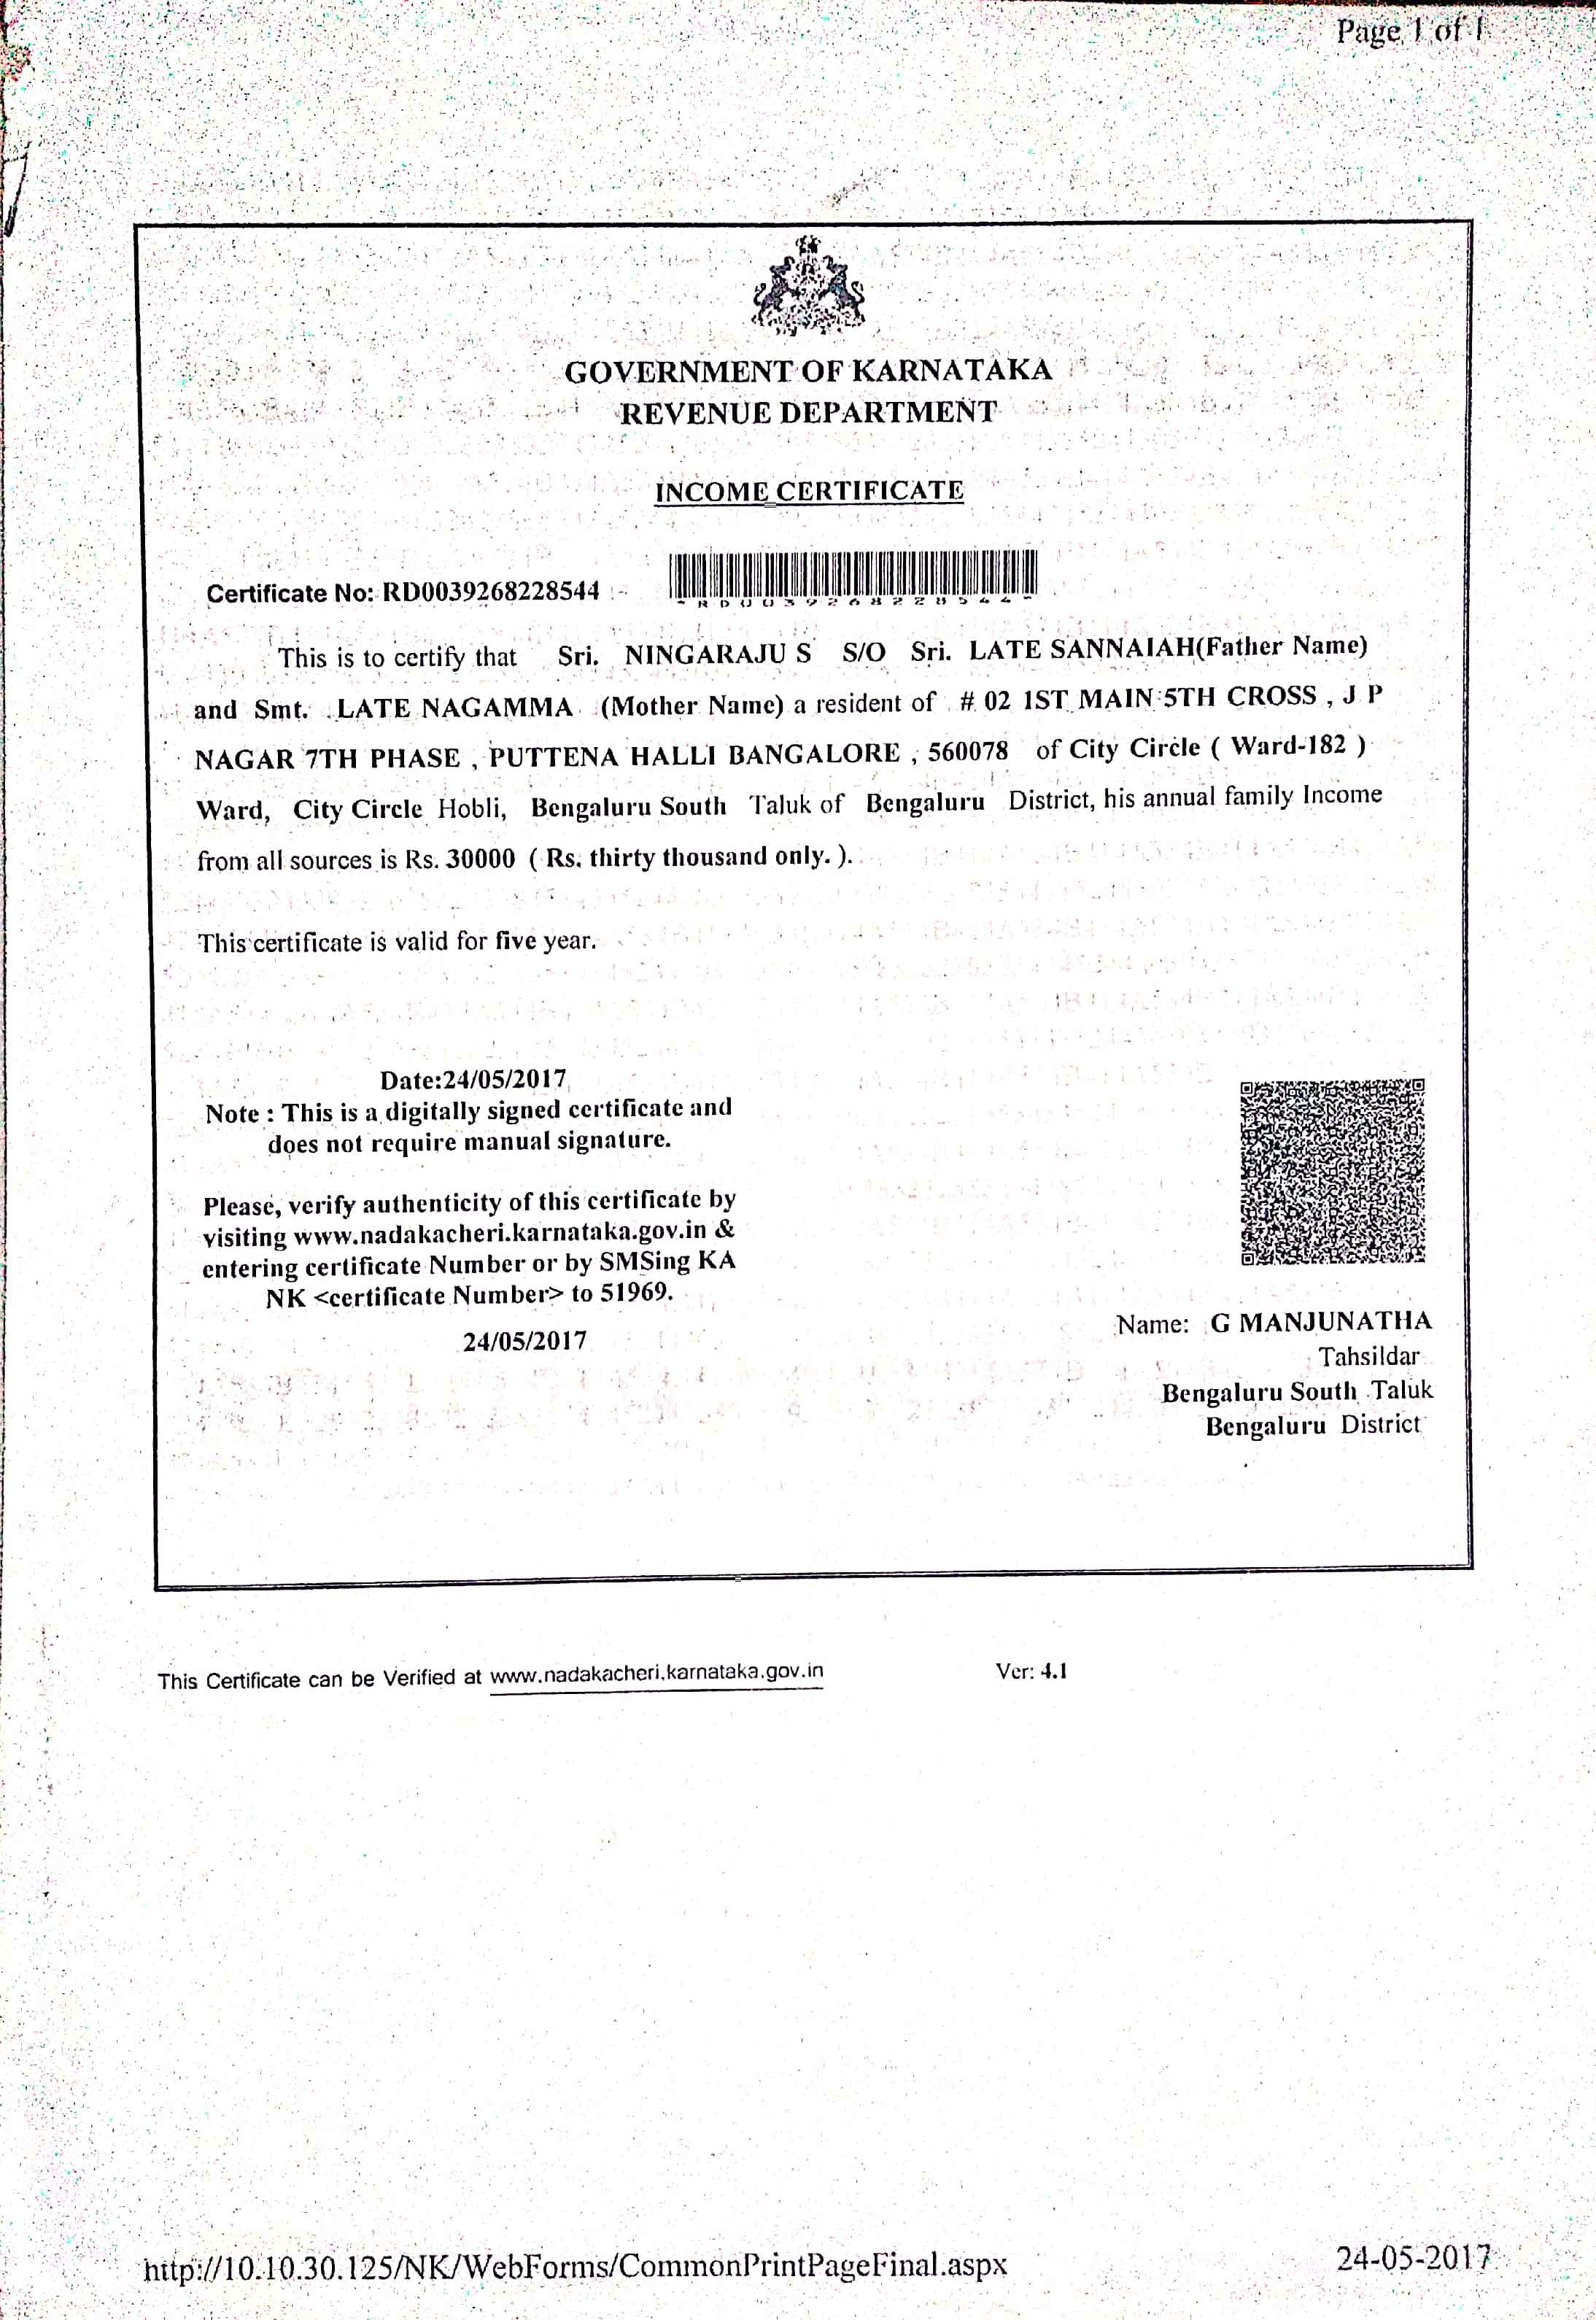 Page 1 of 1
GOVERNMENT OF KARNATAKA
REVENUE DEPARTMENT
INCOME CERTIFICATE
Certificate No: RD0039268228544
-RD0039268228544-
This is to certify that Sri. NINGARAJU S S/O Sri. LATE SANNAIAH(Father Name)
and Smt. LATE NAGAMMA (Mother Name) a resident of # 02 1ST MAIN 5TH CROSS , J P
NAGAR 7TH PHASE , PUTTENA HALLI BANGALORE , 560078 of City Circle ( Ward-182 )
Ward, City Circle Hobli, Bengaluru South Taluk of Bengaluru District, his annual family Income
from all sources is Rs. 30000 ( Rs. thirty thousand only. ).
This certificate is valid for five year.
Date:24/05/2017
Note : This is a digitally signed certificate and
does not require manual signature.
Please, verify authenticity of this certificate by
visiting www.nadakacheri.karnataka.gov.in &
entering certificate Number or by SMSing KA
NK <certificate Number> to 51969.
24/05/2017
Name: G MANJUNATHA
Tahsildar
Bengaluru South Taluk
Bengaluru District
This Certificate can be Verified at www.nadakacheri.karnataka.gov.in Ver: 4.1
http://10.10.30.125/NK/WebForms/CommonPrintPageFinal.aspx 24-05-2017